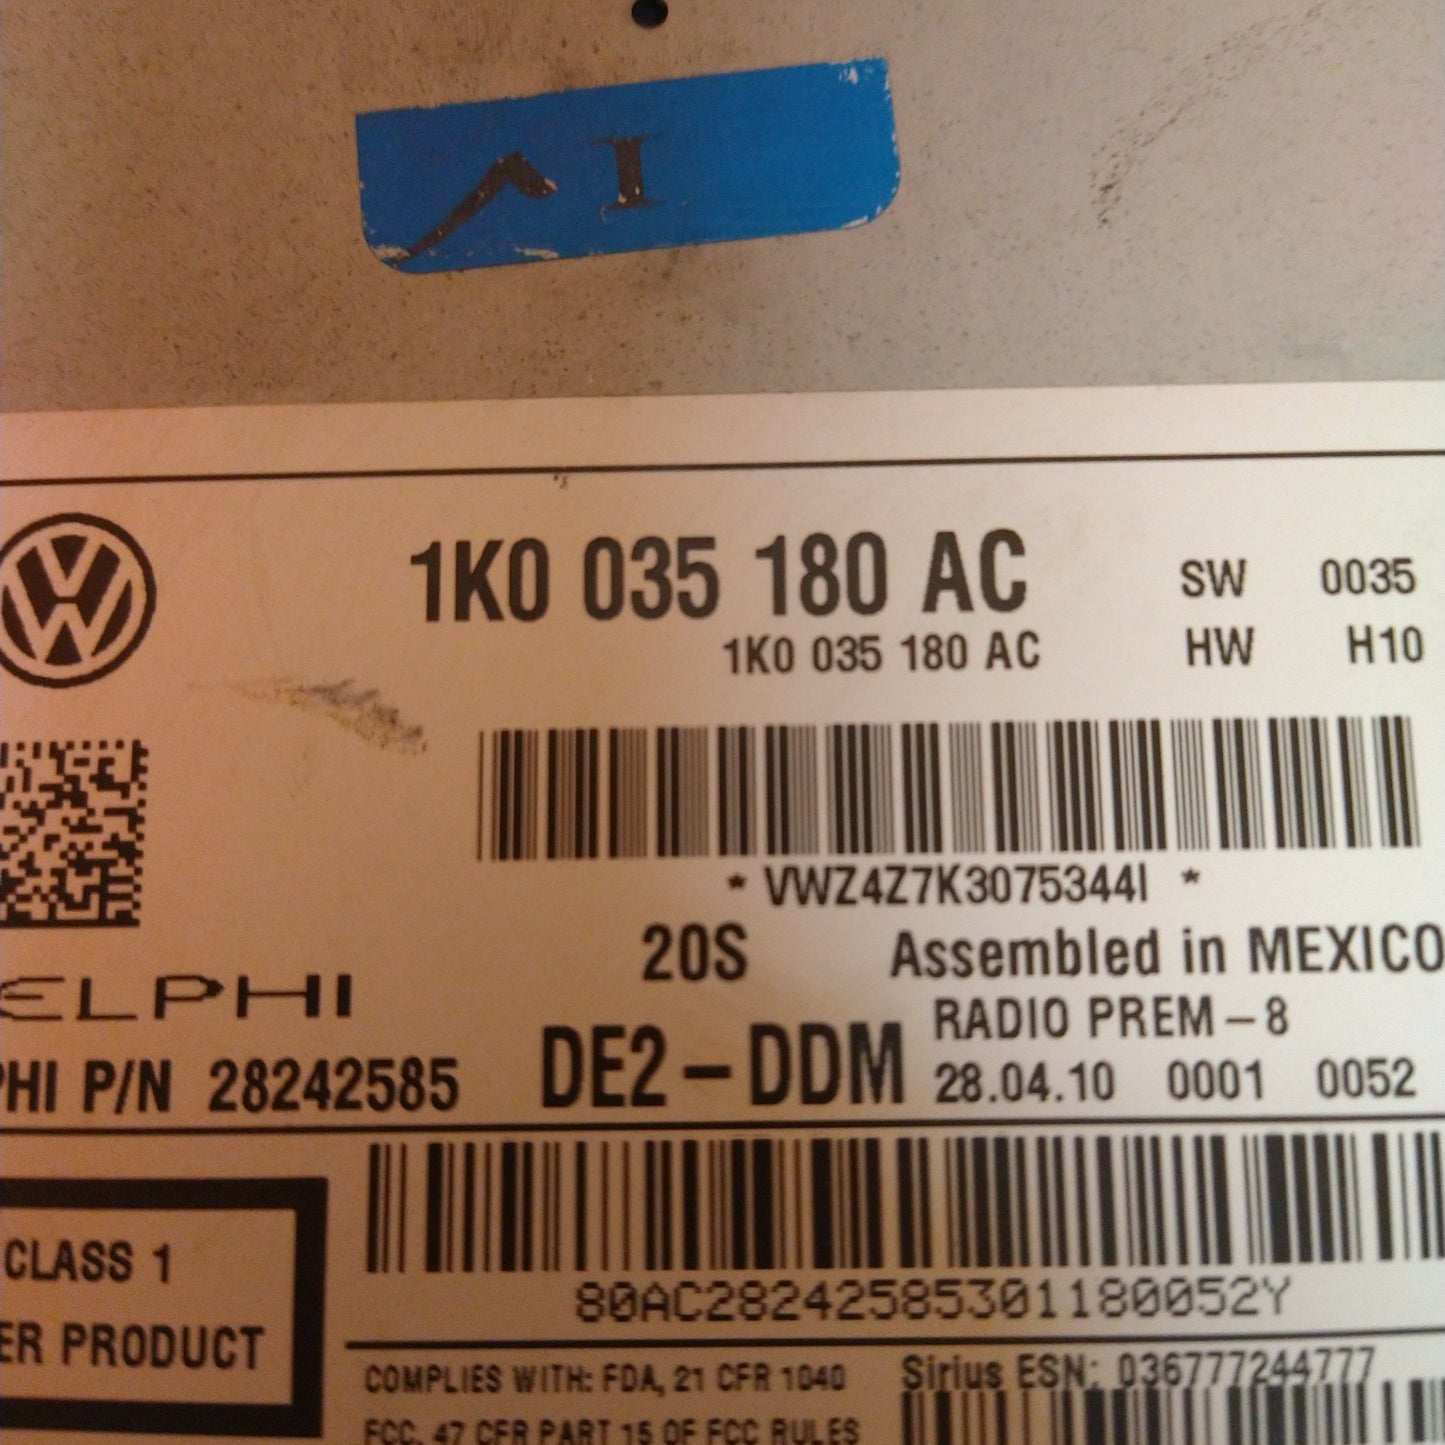 1K0 035 180 AC SW 0035
1K0 035 180 AC HW H10
* VWZ4Z7K3075344I *
20S Assembled in MEXICO
ELPHI RADIO PREM-8
PHI P/N 28242585 DE2-DDM 28.04.10 0001 0052
80AC28242585301180052Y
CLASS 1
ER PRODUCT
COMPLIES WITH: FDA, 21 CFR 1040 Sirius ESN: 036777244777
FCC, 47 CFR PART 15 OF FCC RULES